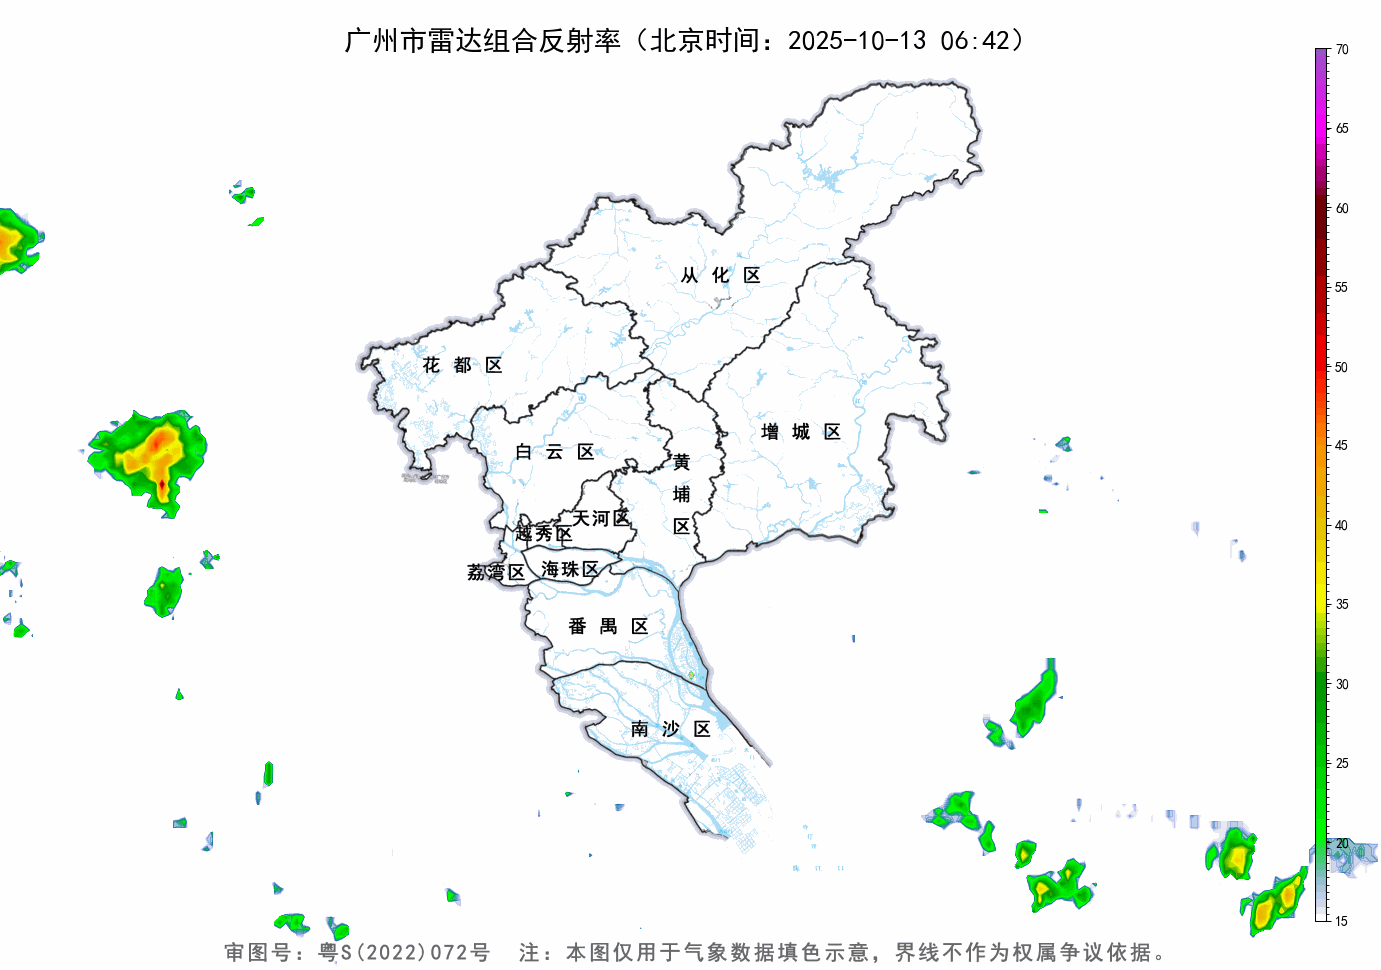 广州市雷达组合反射率（北京时间：2025-10-13 06:42）
70
65
60
55
50
45
40
35
30
25
20
15
从 化 区
花 都 区
增 城 区
白 云 区
黄
埔
区
天河区
越秀区
荔湾区
海珠区
番 禺 区
南 沙 区
审图号：粤S(2022)072号 注：本图仅用于气象数据填色示意，界线不作为权属争议依据。